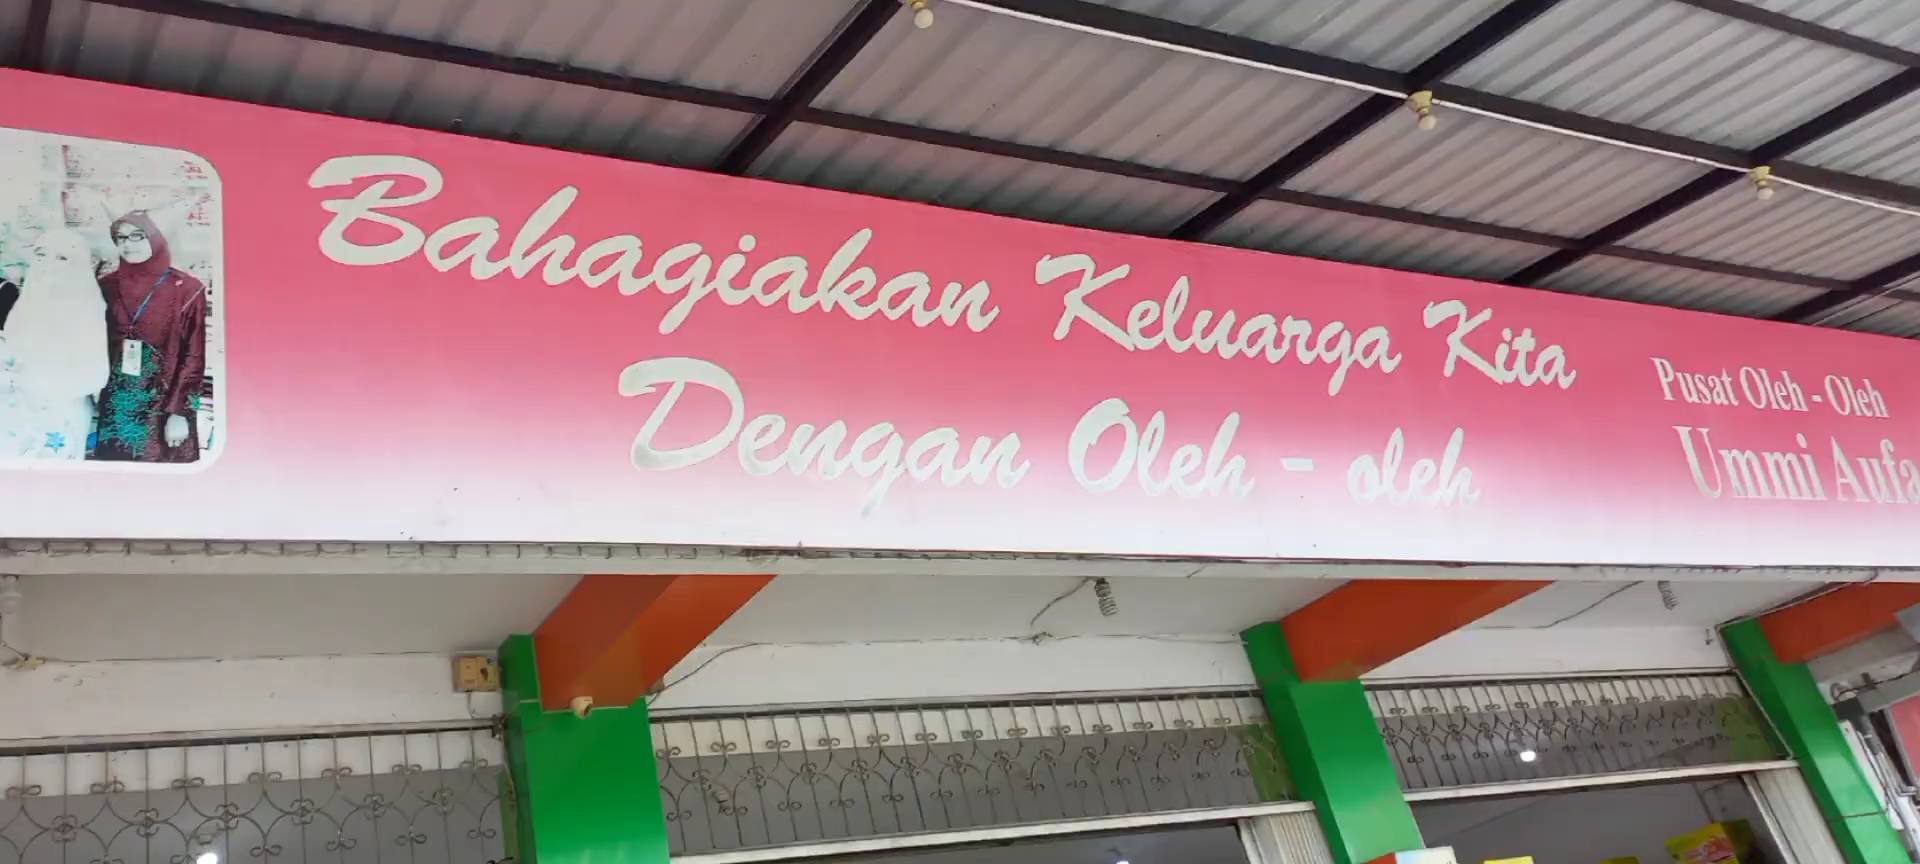 Bahagiakan Keluarga Kita
Dengan Oleh - oleh
Pusat Oleh - Oleh
Ummi Aufa